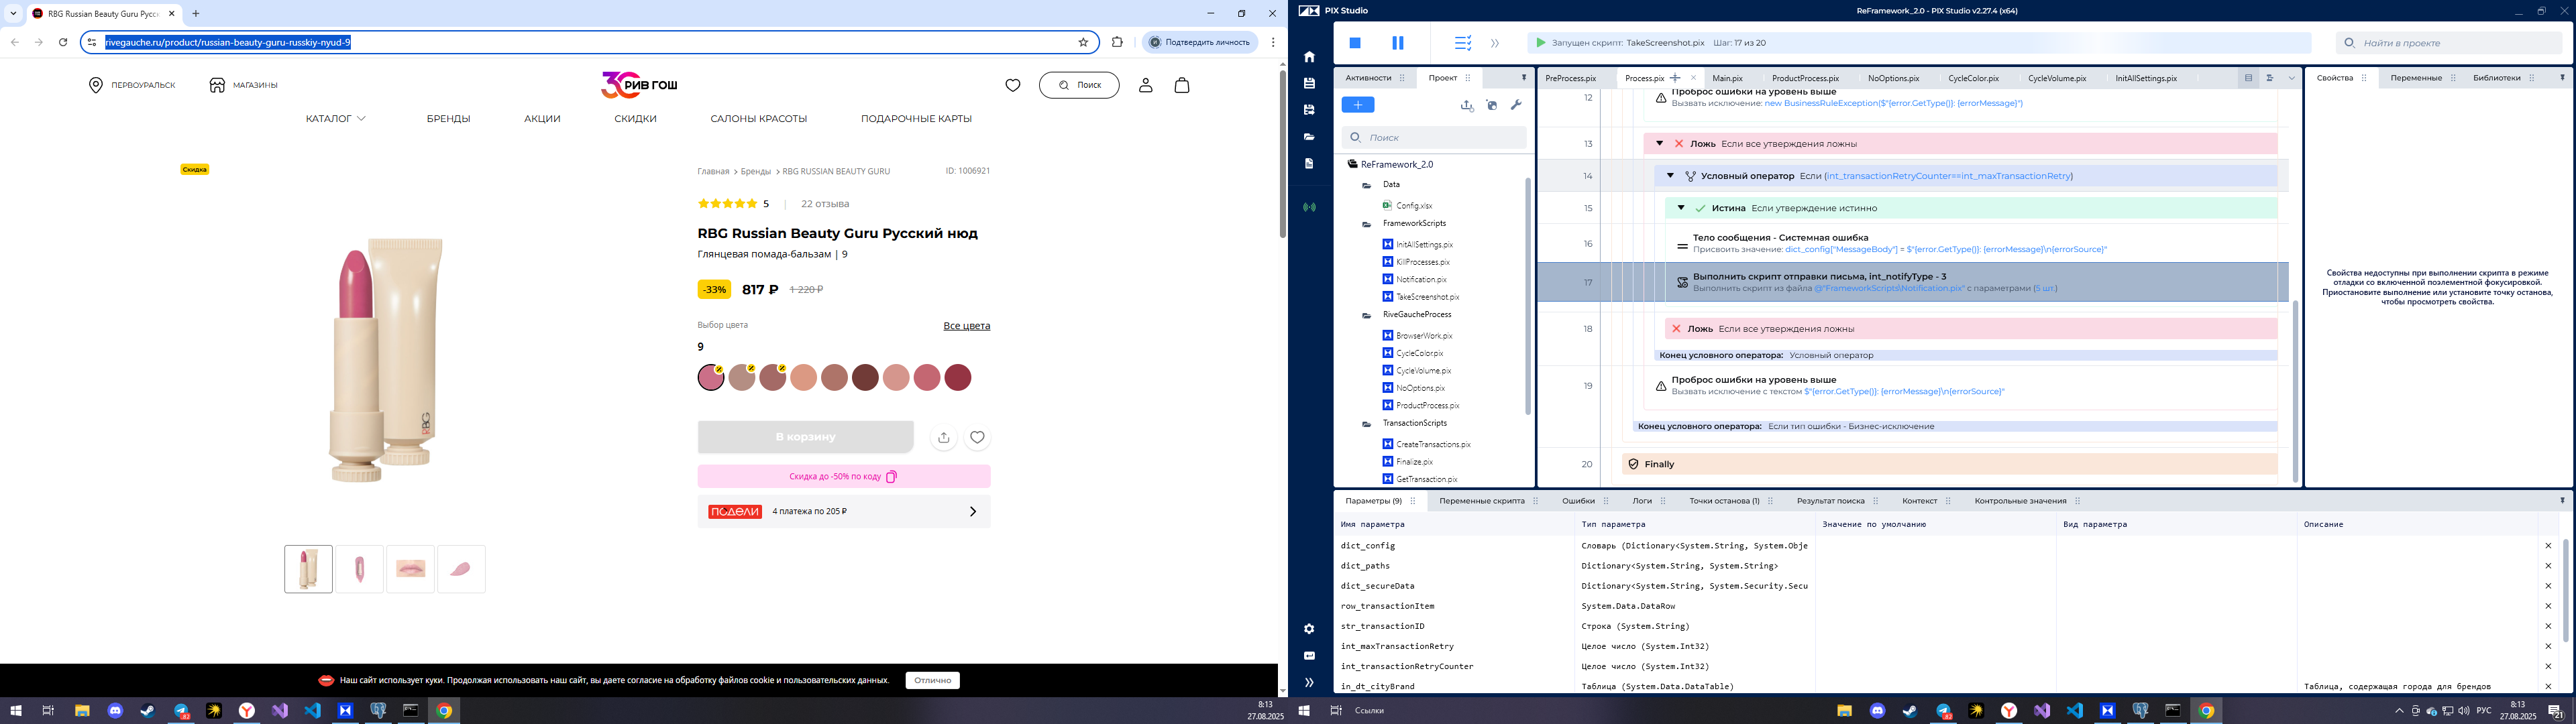 RBG Russian Beauty Guru Русск
rivegauche.ru/product/russian-beauty-guru-russkiy-nyud-9
Подтвердить личность
ПЕРВОУРАЛЬСК
МАГАЗИНЫ
РИВ ГОШ
Поиск
КАТАЛОГ
БРЕНДЫ
АКЦИИ
СКИДКИ
САЛОНЫ КРАСОТЫ
ПОДАРОЧНЫЕ КАРТЫ
Скидка
Главная > Бренды > RBG RUSSIAN BEAUTY GURU
ID: 1006921
5 | 22 отзыва
RBG Russian Beauty Guru Русский нюд
Глянцевая помада-бальзам | 9
-33% 817 ₽ 1 220 ₽
Выбор цвета
Все цвета
9
RBG
В корзину
Скидка до -50% по коду
подели
4 платежа по 205 ₽
Наш сайт использует куки. Продолжая использовать наш сайт, вы даете согласие на обработку файлов cookie и пользовательских данных.
Отлично
8:13
27.08.2025
PIX Studio
ReFramework_2.0 - PIX Studio v2.27.4 (x64)
Запущен скрипт: TakeScreenshot.pix Шаг: 17 из 20
Найти в проекте
Активности
Проект
Поиск
ReFramework_2.0
Data
Config.xlsx
FrameworkScripts
InitAllSettings.pix
KillProcesses.pix
Notification.pix
TakeScreenshot.pix
RiveGaucheProcess
BrowserWork.pix
CycleColor.pix
CycleVolume.pix
NoOptions.pix
ProductProcess.pix
TransactionScripts
CreateTransactions.pix
Finalize.pix
GetTransaction.pix
PreProcess.pix
Process.pix
Main.pix
ProductProcess.pix
NoOptions.pix
CycleColor.pix
CycleVolume.pix
InitAllSettings.pix
12
Проброс ошибки на уровень выше
Вызвать исключение: new BusinessRuleException($"{error.GetType()}: {errorMessage}")
13
Ложь Если все утверждения ложны
14
Условный оператор Если (int_transactionRetryCounter==int_maxTransactionRetry)
15
Истина Если утверждение истинно
16
Тело сообщения - Системная ошибка
Присвоить значение: dict_config["MessageBody"] = $"{error.GetType()}: {errorMessage}\n{errorSource}"
17
Выполнить скрипт отправки письма, int_notifyType - 3
Выполнить скрипт из файла @"FrameworkScripts\Notification.pix" с параметрами (5 шт.)
18
Ложь Если все утверждения ложны
Конец условного оператора: Условный оператор
19
Проброс ошибки на уровень выше
Вызвать исключение с текстом $"{error.GetType()}: {errorMessage}\n{errorSource}"
Конец условного оператора: Если тип ошибки - Бизнес-исключение
20
Finally
Свойства
Переменные
Библиотеки
Свойства недоступны при выполнении скрипта в режиме
отладки со включенной поэлементной фокусировкой.
Приостановите выполнение или установите точку останова,
чтобы просмотреть свойства.
Параметры (9)
Переменные скрипта
Ошибки
Логи
Точки останова (1)
Результат поиска
Контекст
Контрольные значения
Имя параметра
Тип параметра
Значение по умолчанию
Вид параметра
Описание
dict_config
Словарь (Dictionary<System.String, System.Obje
dict_paths
Dictionary<System.String, System.String>
dict_secureData
Dictionary<System.String, System.Security.Secu
row_transactionItem
System.Data.DataRow
str_transactionID
Строка (System.String)
int_maxTransactionRetry
Целое число (System.Int32)
int_transactionRetryCounter
Целое число (System.Int32)
in_dt_cityBrand
Таблица (System.Data.DataTable)
Таблица, содержащая города для брендов
Ссылки
РУС
8:13
27.08.2025